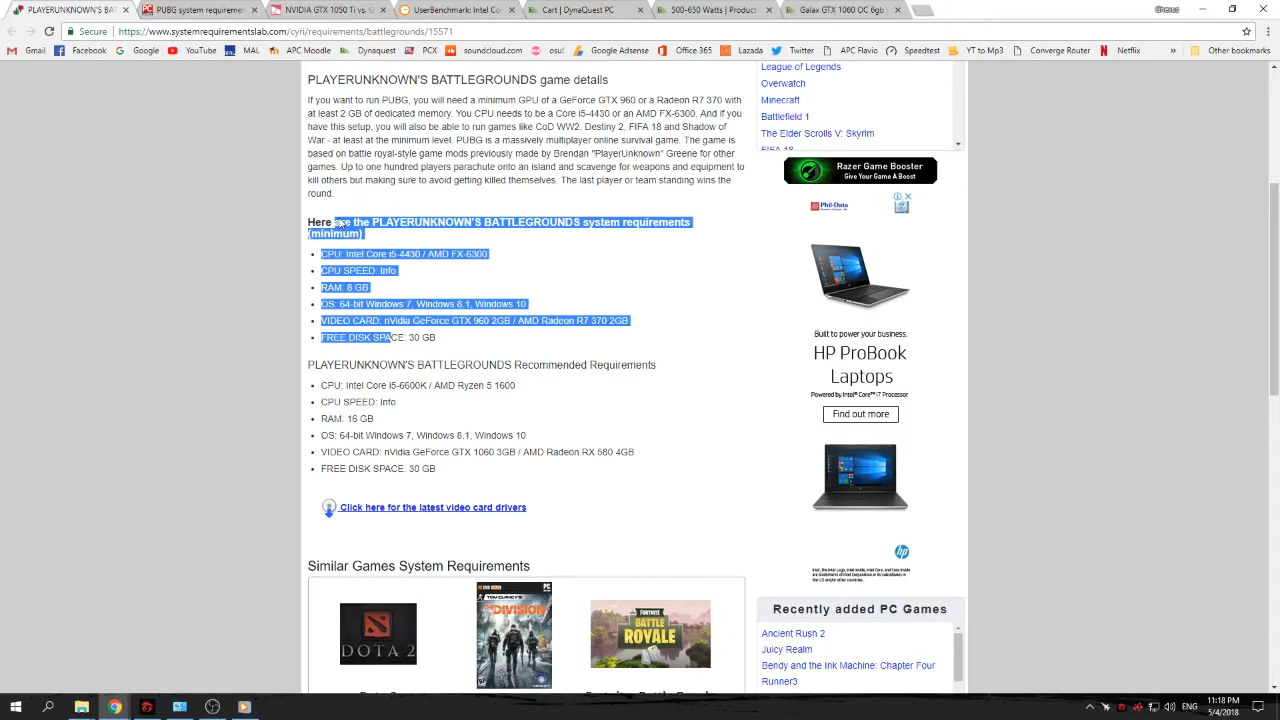 PLAYERUNKNOWN'S BATTL
PUBG system requiremen
NVIDIA GTX 1050 Ti vs. G
UserBenchmark Intel Cor
Cart | DynaQuest PC
500-650 Watts | Product
Galax GTX 1060 OC 6gb
Secure
https://www.systemrequirementslab.com/cyri/requirements/battlegrounds/15571
Gmail
Facebook
Google
YouTube
MAL
APC Moodle
Dynaquest
PCX
soundcloud.com
osu!
Google Adsense
Office 365
Lazada
Twitter
APC Flavio
Speedtest
YT to Mp3
Converge Router
Netflix
»
Other bookmarks
PLAYERUNKNOWN'S BATTLEGROUNDS game details
If you want to run PUBG, you will need a minimum GPU of a GeForce GTX 960 or a Radeon R7 370 with
at least 2 GB of dedicated memory. You CPU needs to be a Core i5-4430 or an AMD FX-6300. And if you
have this setup, you will also be able to run games like CoD WW2, Destiny 2, FIFA 18 and Shadow of
War - at least at the minimum level. PUBG is a massively multiplayer online survival game. The game is
based on battle royal-style game mods previously made by Brendan "PlayerUnknown" Greene for other
games. Up to one hundred players parachute onto an island and scavenge for weapons and equipment to
kill others but making sure to avoid getting killed themselves. The last player or team standing wins the
round.
Here are the PLAYERUNKNOWN'S BATTLEGROUNDS system requirements
(minimum)
CPU: Intel Core i5-4430 / AMD FX-6300
CPU SPEED: Info
RAM: 8 GB
OS: 64-bit Windows 7, Windows 8.1, Windows 10
VIDEO CARD: nVidia GeForce GTX 960 2GB / AMD Radeon R7 370 2GB
FREE DISK SPACE: 30 GB
PLAYERUNKNOWN'S BATTLEGROUNDS Recommended Requirements
CPU: Intel Core i5-6600K / AMD Ryzen 5 1600
CPU SPEED: Info
RAM: 16 GB
OS: 64-bit Windows 7, Windows 8.1, Windows 10
VIDEO CARD: nVidia GeForce GTX 1060 3GB / AMD Radeon RX 580 4GB
FREE DISK SPACE: 30 GB
Click here for the latest video card drivers
Similar Games System Requirements
DOTA 2
TOM CLANCY'S
THE DIVISION
FORTNITE
BATTLE
ROYALE
League of Legends
Overwatch
Minecraft
Battlefield 1
The Elder Scrolls V: Skyrim
FIFA 18
Razer Game Booster
Give Your Game A Boost
Phil-Data
Built to power your business.
HP ProBook
Laptops
Powered by Intel® Core™ i7 Processor
Find out more
hp
Recently added PC Games
Ancient Rush 2
Juicy Realm
Bendy and the Ink Machine: Chapter Four
Runner3
ENG
11:18 PM
5/4/2018